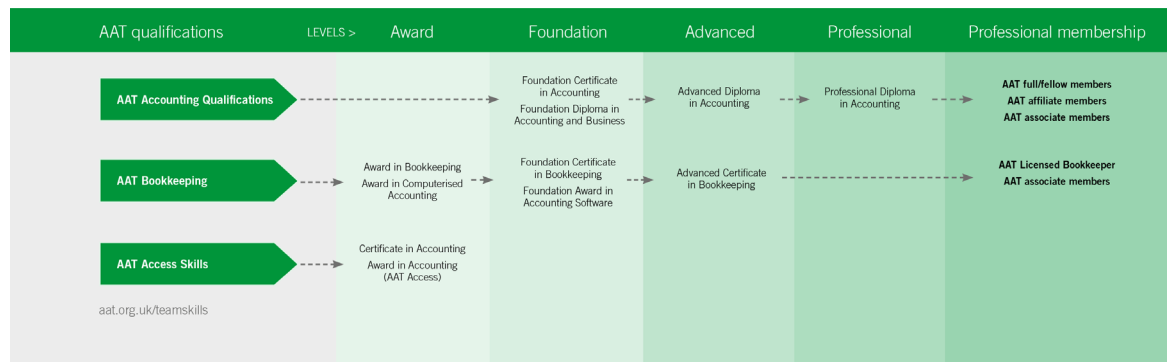 AAT qualifications
LEVELS >
Award
Foundation
Advanced
Professional
Professional membership
AAT Accounting Qualifications
Foundation Certificate
in Accounting
Foundation Diploma in
Accounting and Business
Advanced Diploma
in Accounting
Professional Diploma
in Accounting
AAT full/fellow members
AAT affiliate members
AAT associate members
AAT Bookkeeping
Award in Bookkeeping
Award in Computerised
Accounting
Foundation Certificate
in Bookkeeping
Foundation Award in
Accounting Software
Advanced Certificate
in Bookkeeping
AAT Licensed Bookkeeper
AAT associate members
AAT Access Skills
Certificate in Accounting
Award in Accounting
(AAT Access)
aat.org.uk/teamskills